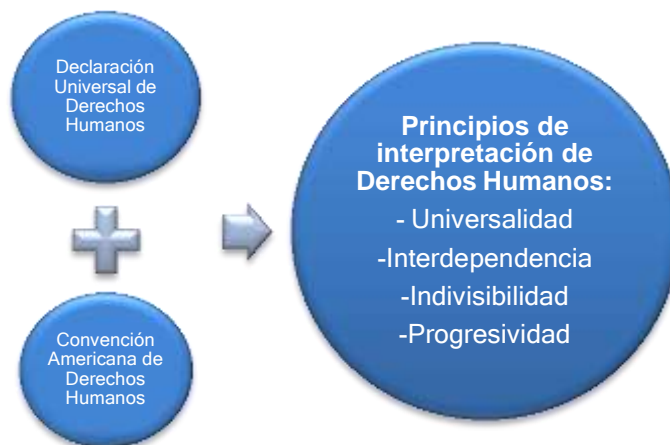 Declaración
Universal de
Derechos
Humanos
Convención
Americana de
Derechos
Humanos
Principios de
interpretación de
Derechos Humanos:
- Universalidad
-Interdependencia
-Indivisibilidad
-Progresividad